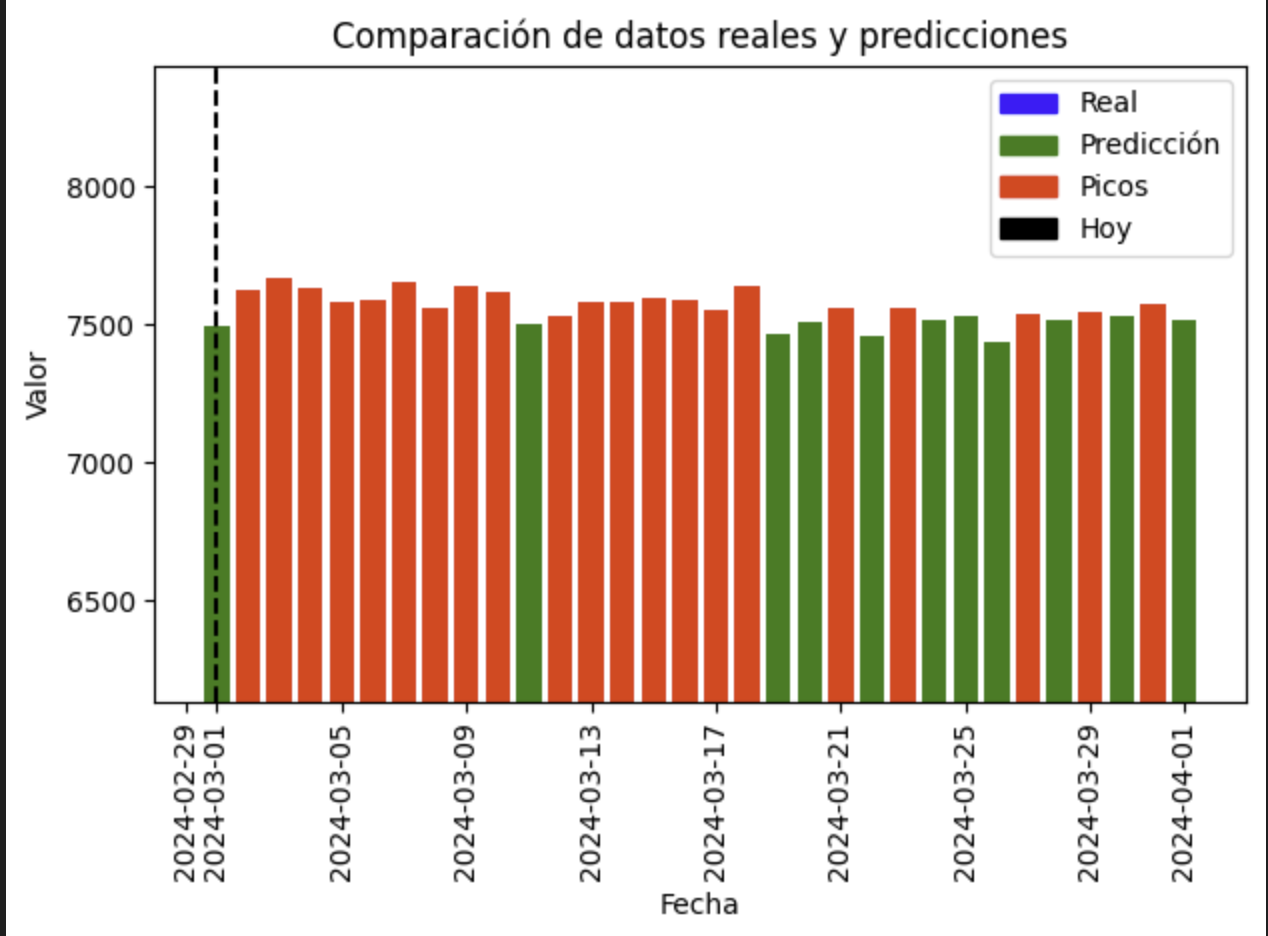 Comparación de datos reales y predicciones
Real
Predicción
Picos
Hoy
8000
7500
7000
6500
Valor
2024-02-29
2024-03-01
2024-03-05
2024-03-09
2024-03-13
2024-03-17
2024-03-21
2024-03-25
2024-03-29
2024-04-01
Fecha